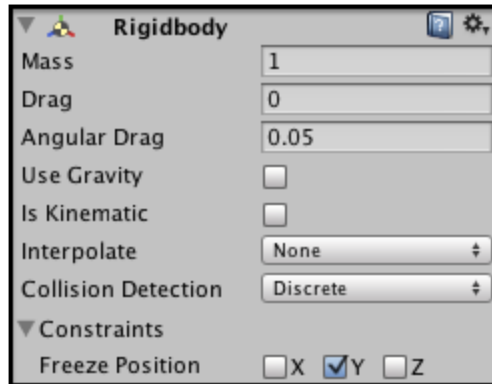 Rigidbody
Mass 1
Drag 0
Angular Drag 0.05
Use Gravity
Is Kinematic
Interpolate None
Collision Detection Discrete
Constraints
Freeze Position X Y Z